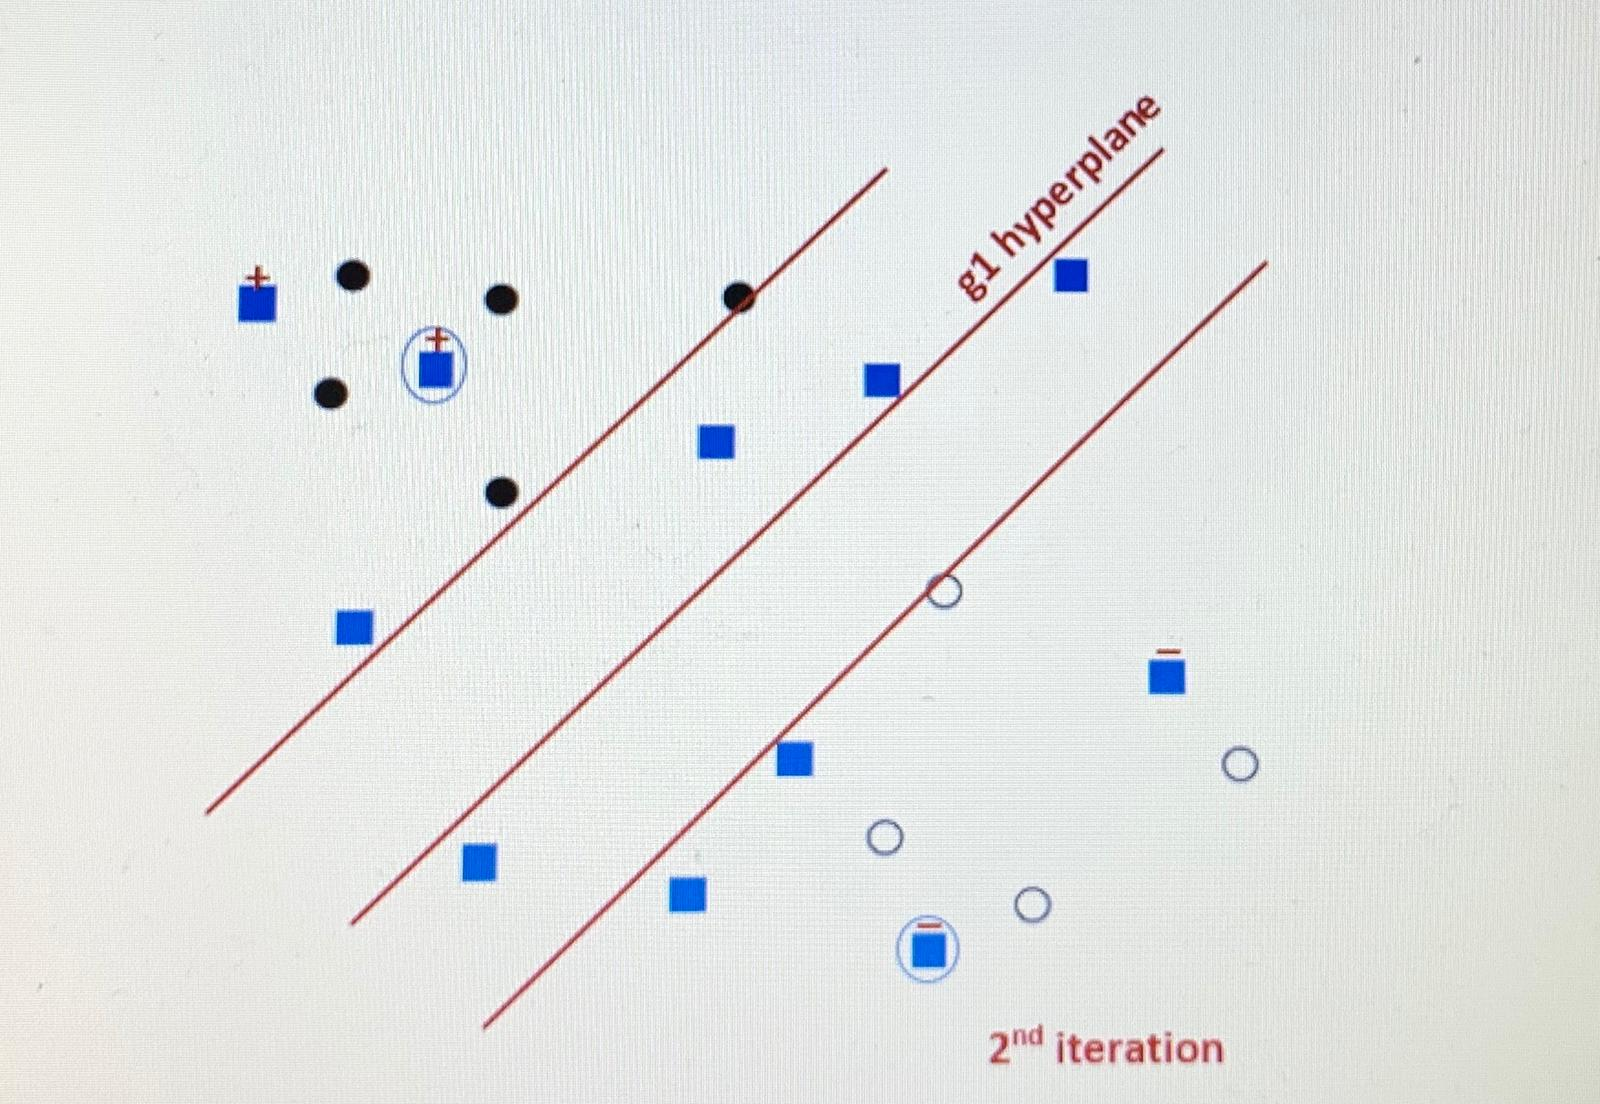 g1 hyperplane
+
+
−
−
2nd iteration